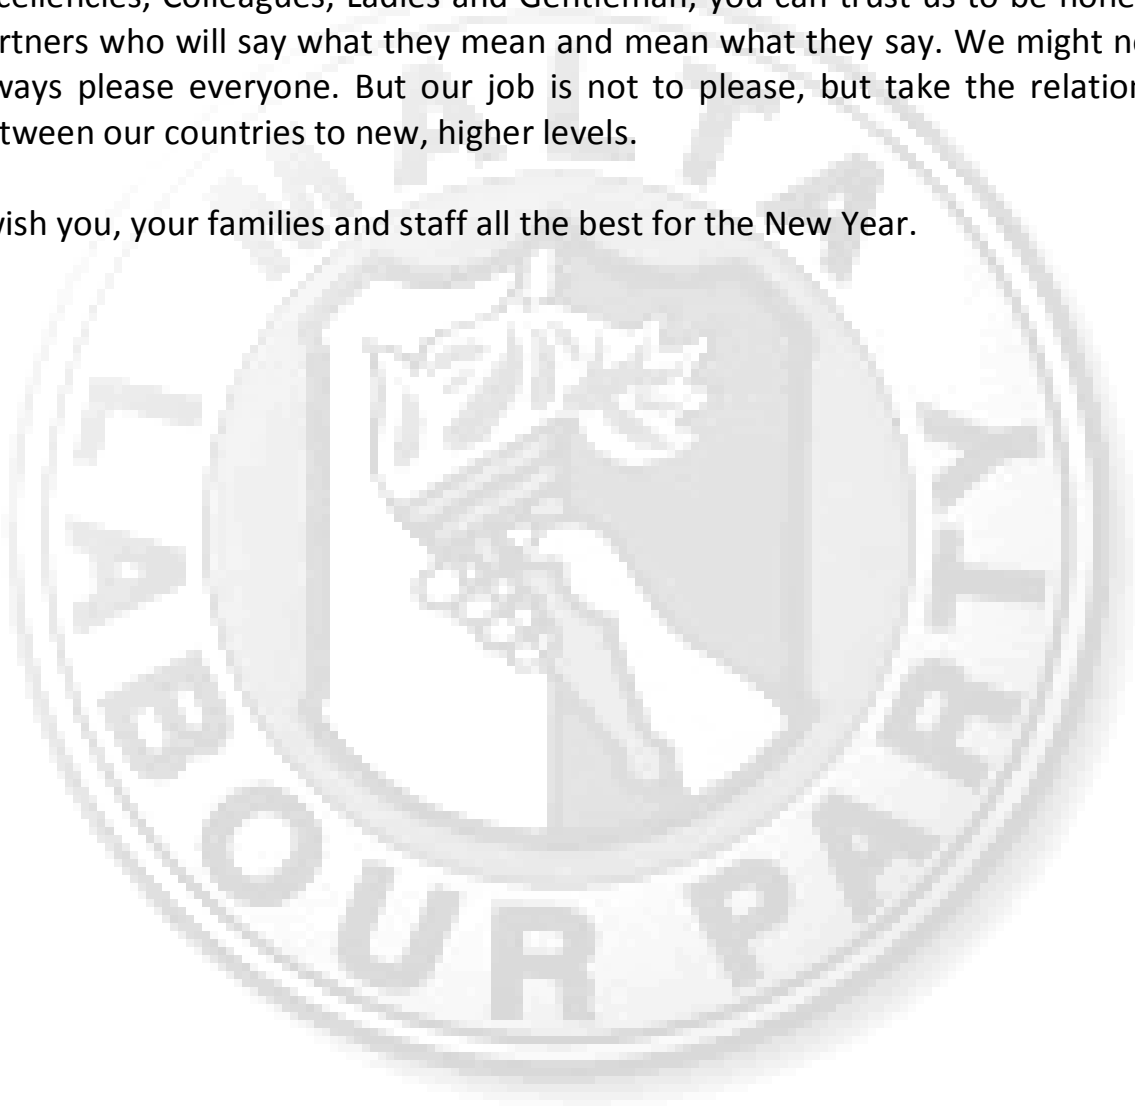 cellencies, Colleagues, Ladies and Gentleman, you can trust us to be hone
rtners who will say what they mean and mean what they say. We might n
ways please everyone. But our job is not to please, but take the relation
tween our countries to new, higher levels.
wish you, your families and staff all the best for the New Year.
MALTA
LABOUR PARTY